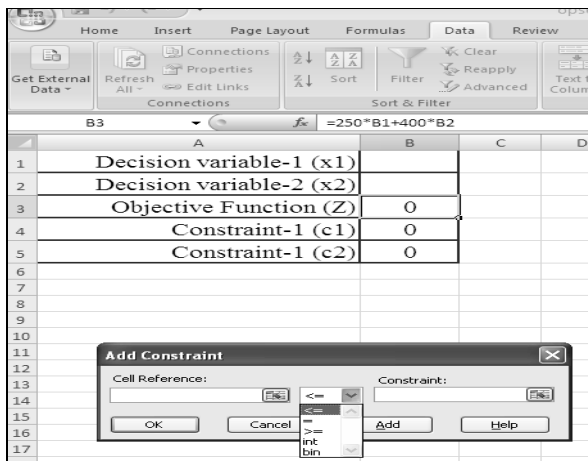 Home Insert Page Layout Formulas Data Review
Get External Data
Refresh All
Connections
Properties
Edit Links
Connections
Sort
Filter
Clear
Reapply
Advanced
Sort & Filter
B3 fx =250*B1+400*B2
A B C D
1 Decision variable-1 (x1)
2 Decision variable-2 (x2)
3 Objective Function (Z) 0
4 Constraint-1 (c1) 0
5 Constraint-1 (c2) 0
6
7
8
9
10
11
12
13
14
15
16
17
Add Constraint
Cell Reference: Constraint:
<=
OK Cancel Add Help
<=
=
>=
int
bin